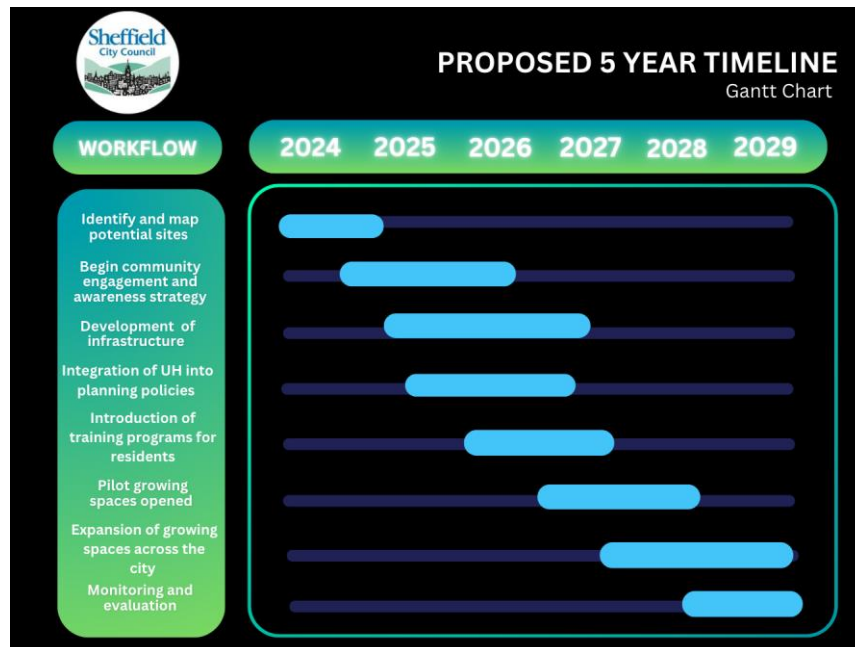 Sheffield
City Council
PROPOSED 5 YEAR TIMELINE
Gantt Chart
WORKFLOW
2024
2025
2026
2027
2028
2029
Identify and map
potential sites
Begin community
engagement and
awareness strategy
Development of
infrastructure
Integration of UH into
planning policies
Introduction of
training programs for
residents
Pilot growing
spaces opened
Expansion of growing
spaces across the
city
Monitoring and
evaluation